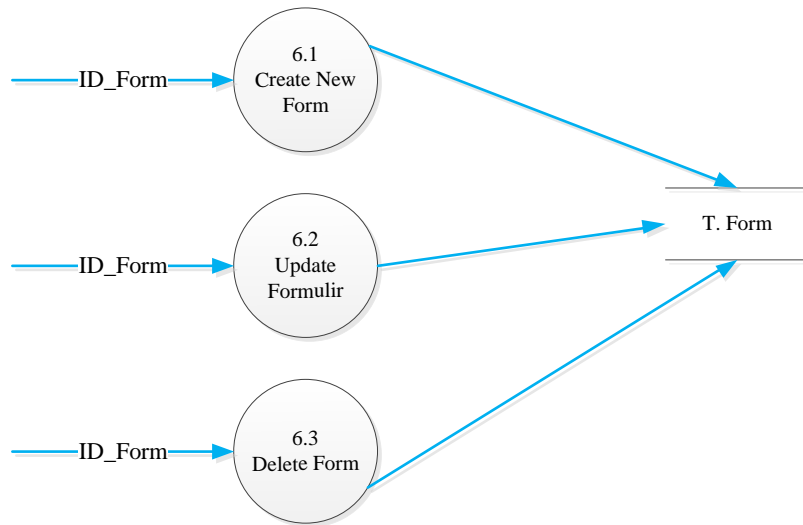 ID_Form
6.1
Create New
Form
T. Form
ID_Form
6.2
Update
Formulir
ID_Form
6.3
Delete Form